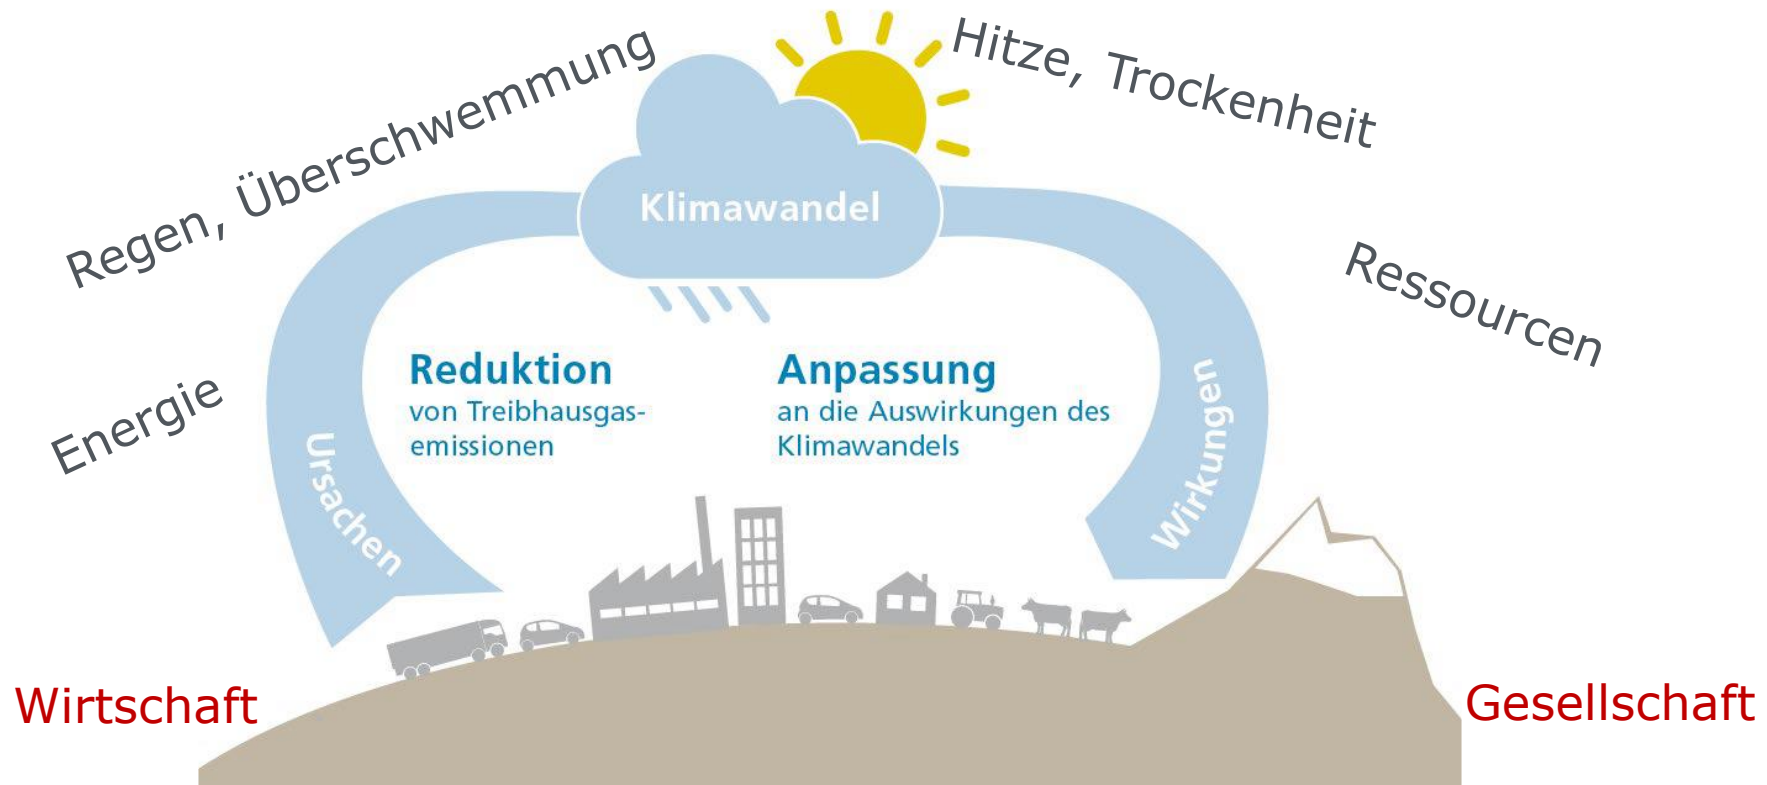 Regen, Überschwemmung
Hitze, Trockenheit
Klimawandel
Ressourcen
Energie
Reduktion
von Treibhausgas-
emissionen
Anpassung
an die Auswirkungen des
Klimawandels
Ursachen
Wirkungen
Wirtschaft
Gesellschaft